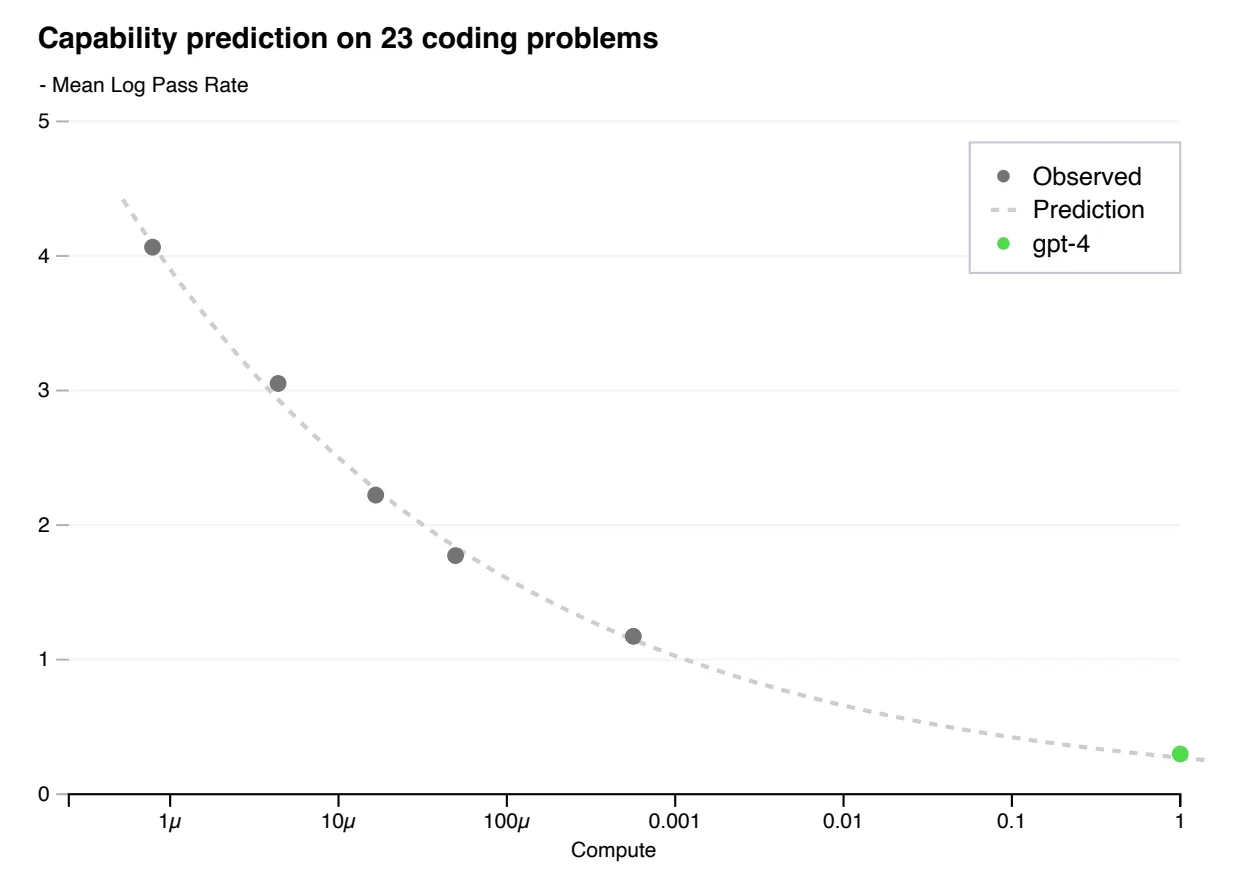 Capability prediction on 23 coding problems
- Mean Log Pass Rate
5
Observed
Prediction
gpt-4
4
3
2
1
0
1µ 10µ 100µ 0.001 0.01 0.1 1
Compute